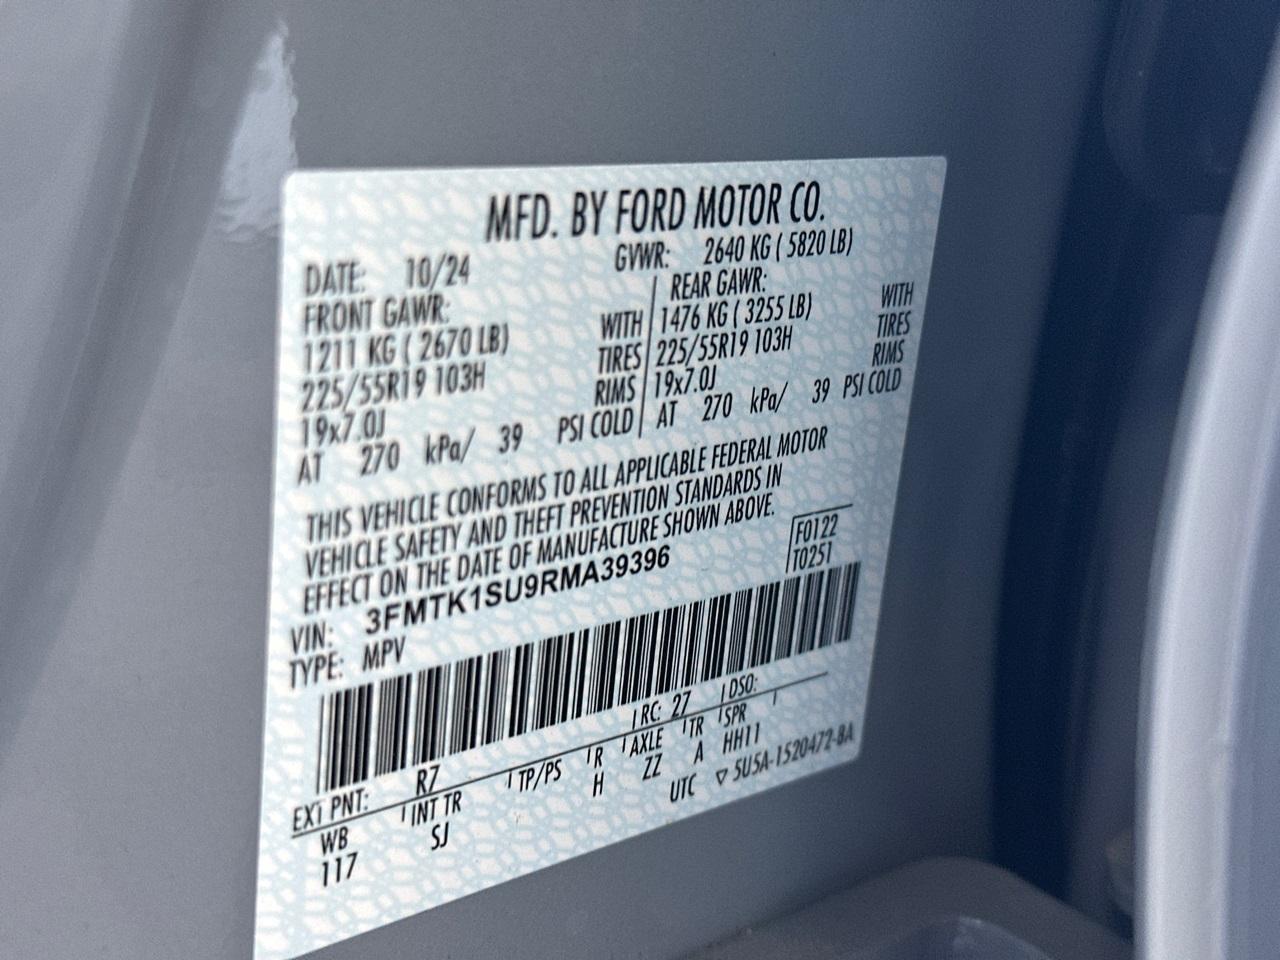 MFD. BY FORD MOTOR CO.
DATE: 10/24 GVWR: 2640 KG ( 5820 LB)
FRONT GAWR: REAR GAWR:
1211 KG ( 2670 LB) WITH 1476 KG ( 3255 LB) WITH
225/55R19 103H TIRES 225/55R19 103H TIRES
19x7.0J RIMS 19x7.0J RIMS
AT 270 kPa/ 39 PSI COLD AT 270 kPa/ 39 PSI COLD
THIS VEHICLE CONFORMS TO ALL APPLICABLE FEDERAL MOTOR
VEHICLE SAFETY AND THEFT PREVENTION STANDARDS IN
EFFECT ON THE DATE OF MANUFACTURE SHOWN ABOVE.
F0122
T0251
VIN: 3FMTK1SU9RMA39396
TYPE: MPV
EXT PNT: R7 RC: 27 DSO:
WB INT TR TP/PS R AXLE TR SPR
117 SJ H ZZ A HH11
UTC ▽ 5U5A-1520472-BA